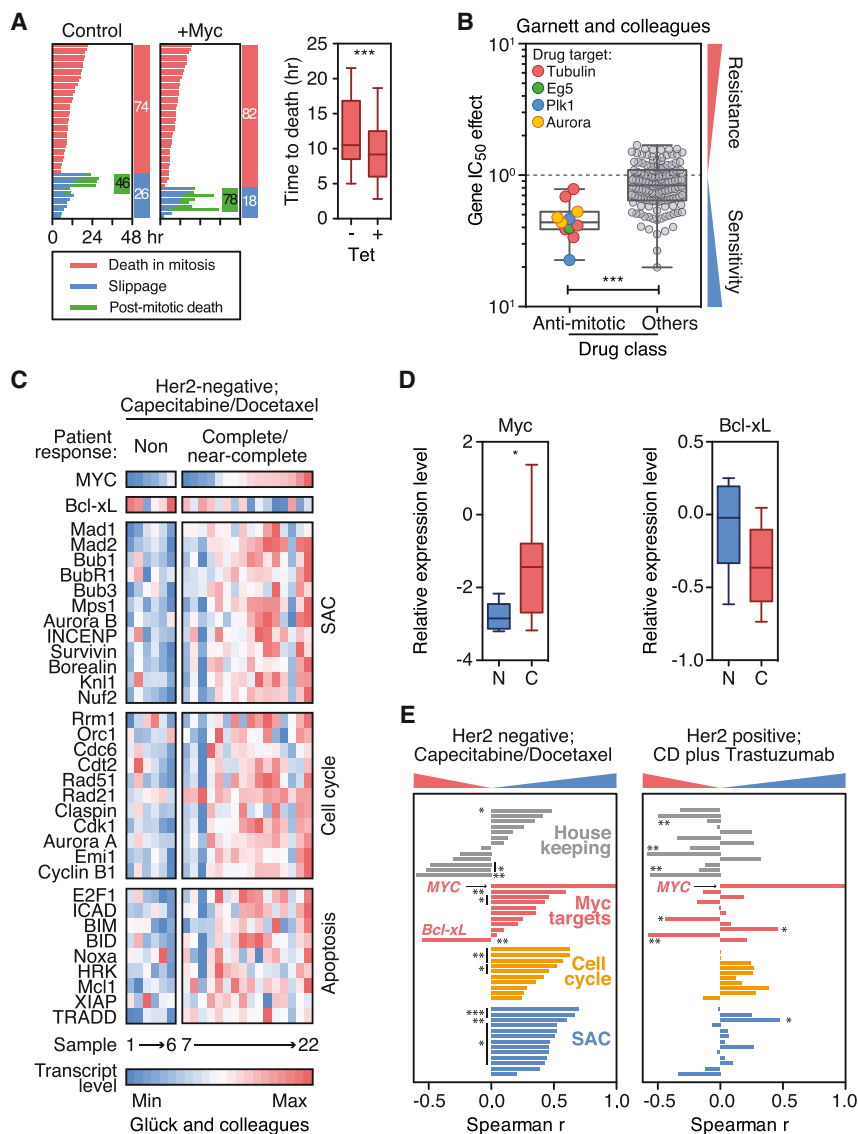 A
Control
+Myc
74
46
26
82
78
18
0 24 48 hr
Death in mitosis
Slippage
Post-mitotic death
Time to death (hr)
25
20
15
10
5
0
***
- +
Tet
B
Garnett and colleagues
Gene IC50 effect
10^1
10^0
10^1
Drug target:
Tubulin
Eg5
Plk1
Aurora
***
Anti-mitotic Others
Drug class
Resistance
Sensitivity
C
Her2-negative;
Capecitabine/Docetaxel
Patient response:
Non
Complete/
near-complete
MYC
Bcl-xL
Mad1
Mad2
Bub1
BubR1
Bub3
Mps1
Aurora B
INCENP
Survivin
Borealin
Knl1
Nuf2
SAC
Rrm1
Orc1
Cdc6
Cdt2
Rad51
Rad21
Claspin
Cdk1
Aurora A
Emi1
Cyclin B1
Cell cycle
E2F1
ICAD
BIM
BID
Noxa
HRK
Mcl1
XIAP
TRADD
Apoptosis
Sample 1→6 7→22
Transcript level
Min Max
Glück and colleagues
D
Myc
Relative expression level
2
0
-2
-4
*
N C
Bcl-xL
Relative expression level
0.5
0.0
-0.5
-1.0
N C
E
Her2 negative;
Capecitabine/Docetaxel
*
House
keeping
*
**
MYC→
**
*
Myc
targets
Bcl-xL
**
**
*
Cell
cycle
***
**
*
SAC
-0.5 0.0 0.5 1.0
Spearman r
Her2 positive;
CD plus Trastuzumab
**
**
**
MYC→
*
*
**
*
-0.5 0.0 0.5 1.0
Spearman r